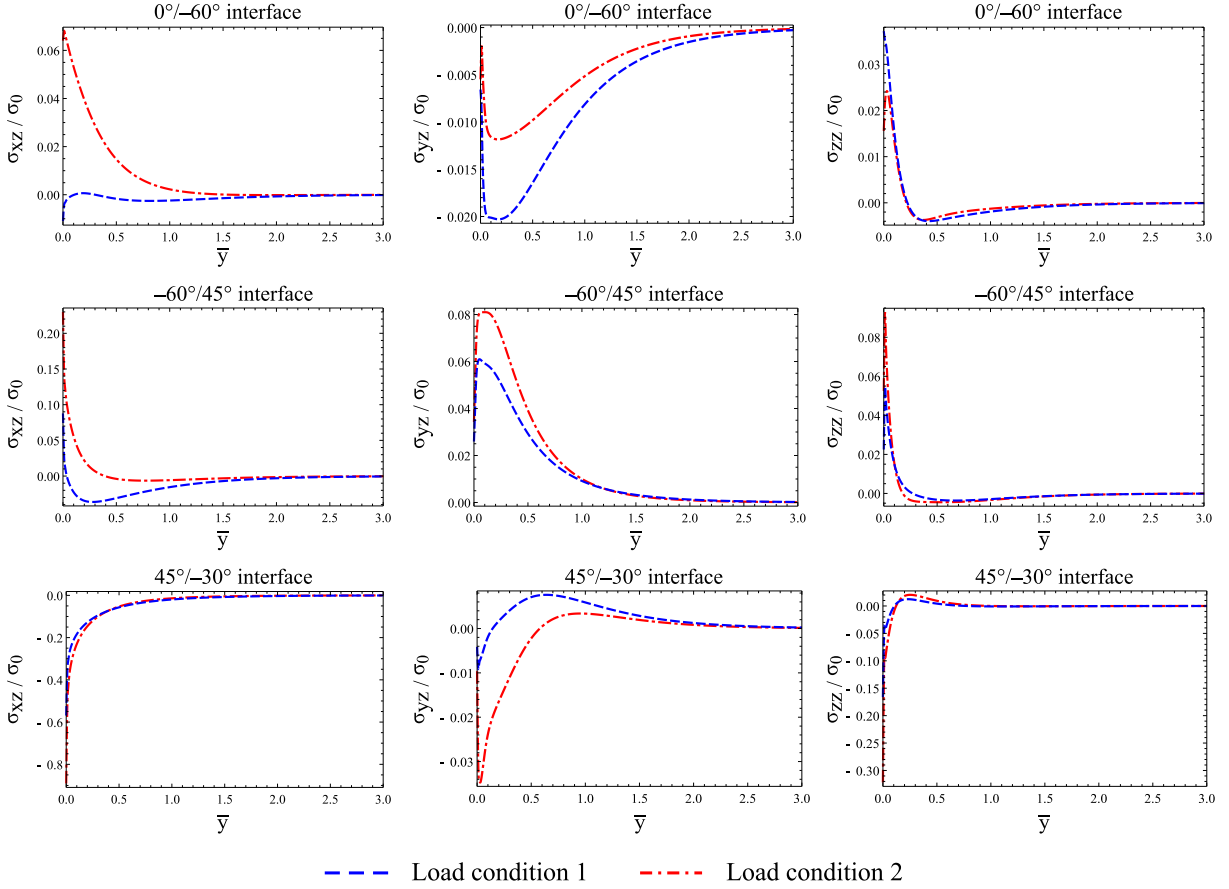 0°/–60° interface
0°/–60° interface
0°/–60° interface
σxz / σ0
0.06
0.04
0.02
0.00
0.0 0.5 1.0 1.5 2.0 2.5 3.0
y̅
σyz / σ0
0.000
- 0.005
- 0.010
- 0.015
- 0.020
0.0 0.5 1.0 1.5 2.0 2.5 3.0
y̅
σzz / σ0
0.03
0.02
0.01
0.00
0.0 0.5 1.0 1.5 2.0 2.5 3.0
y̅
–60°/45° interface
–60°/45° interface
–60°/45° interface
σxz / σ0
0.20
0.15
0.10
0.05
0.00
0.0 0.5 1.0 1.5 2.0 2.5 3.0
y̅
σyz / σ0
0.08
0.06
0.04
0.02
0.00
0.0 0.5 1.0 1.5 2.0 2.5 3.0
y̅
σzz / σ0
0.08
0.06
0.04
0.02
0.00
0.0 0.5 1.0 1.5 2.0 2.5 3.0
y̅
45°/–30° interface
45°/–30° interface
45°/–30° interface
σxz / σ0
0.0
- 0.2
- 0.4
- 0.6
- 0.8
0.0 0.5 1.0 1.5 2.0 2.5 3.0
y̅
σyz / σ0
0.00
- 0.01
- 0.02
- 0.03
0.0 0.5 1.0 1.5 2.0 2.5 3.0
y̅
σzz / σ0
0.00
- 0.05
- 0.10
- 0.15
- 0.20
- 0.25
- 0.30
0.0 0.5 1.0 1.5 2.0 2.5 3.0
y̅
Load condition 1 Load condition 2